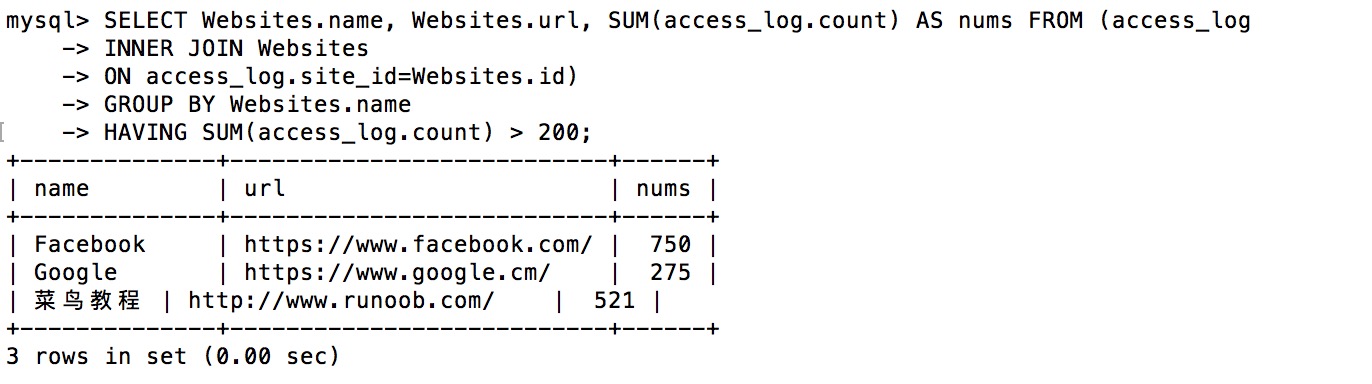 mysql> SELECT Websites.name, Websites.url, SUM(access_log.count) AS nums FROM (access_log
    -> INNER JOIN Websites
    -> ON access_log.site_id=Websites.id)
    -> GROUP BY Websites.name
    -> HAVING SUM(access_log.count) > 200;
+--------------+---------------------------+------+
| name         | url                       | nums |
+--------------+---------------------------+------+
| Facebook     | https://www.facebook.com/ |  750 |
| Google       | https://www.google.cm/    |  275 |
| 菜鸟教程 | http://www.runoob.com/    |  521 |
+--------------+---------------------------+------+
3 rows in set (0.00 sec)